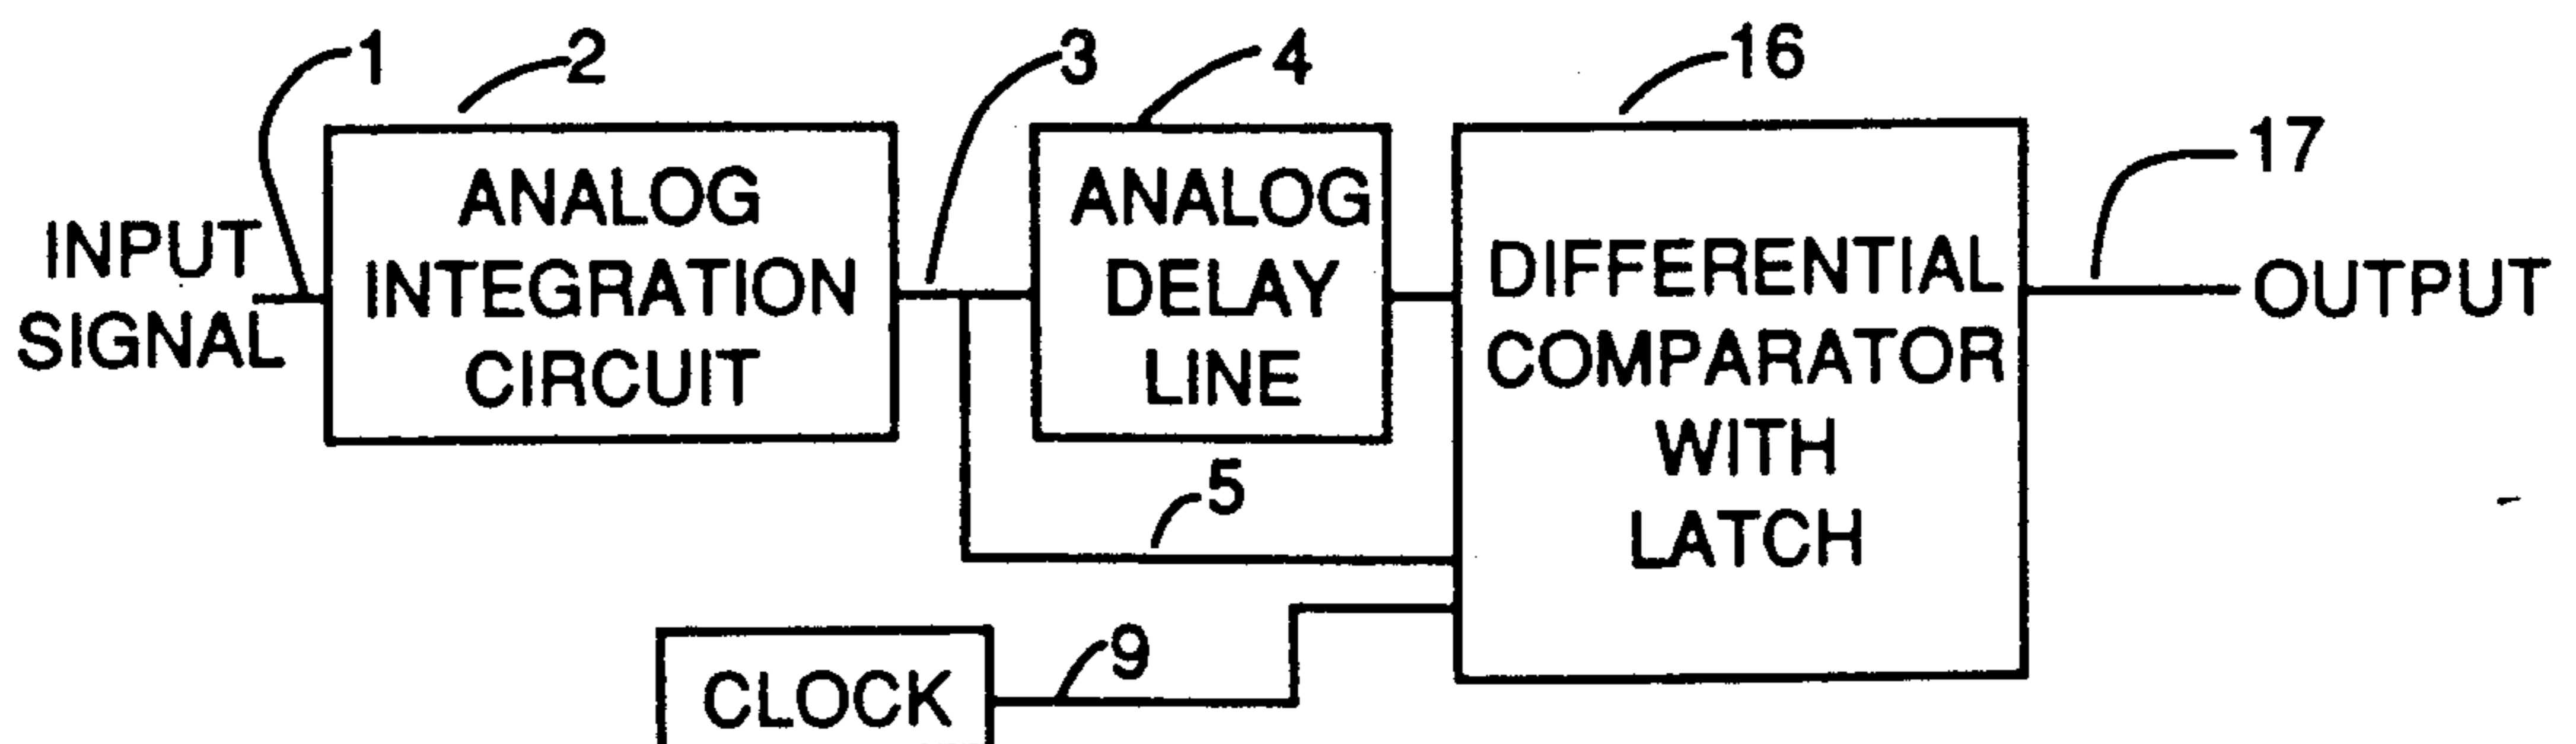 1
2
3
4
16
17
INPUT
SIGNAL
ANALOG
INTEGRATION
CIRCUIT
ANALOG
DELAY
LINE
DIFFERENTIAL
COMPARATOR
WITH
LATCH
OUTPUT
5
9
CLOCK